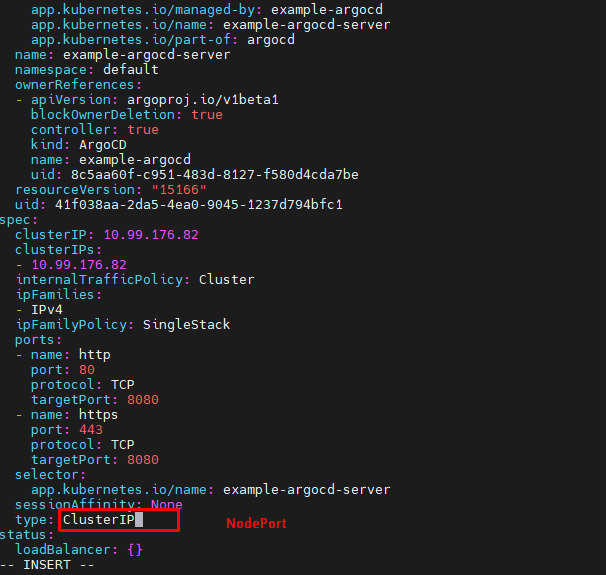 app.kubernetes.io/managed-by: example-argocd
    app.kubernetes.io/name: example-argocd-server
    app.kubernetes.io/part-of: argocd
  name: example-argocd-server
  namespace: default
  ownerReferences:
  - apiVersion: argoproj.io/v1beta1
    blockOwnerDeletion: true
    controller: true
    kind: ArgoCD
    name: example-argocd
    uid: 8c5aa60f-c951-483d-8127-f580d4cda7be
  resourceVersion: "15166"
  uid: 41f038aa-2da5-4ea0-9045-1237d794bfc1
spec:
  clusterIP: 10.99.176.82
  clusterIPs:
  - 10.99.176.82
  internalTrafficPolicy: Cluster
  ipFamilies:
  - IPv4
  ipFamilyPolicy: SingleStack
  ports:
  - name: http
    port: 80
    protocol: TCP
    targetPort: 8080
  - name: https
    port: 443
    protocol: TCP
    targetPort: 8080
  selector:
    app.kubernetes.io/name: example-argocd-server
  sessionAffinity: None
  type: ClusterIP NodePort
status:
  loadBalancer: {}
-- INSERT --